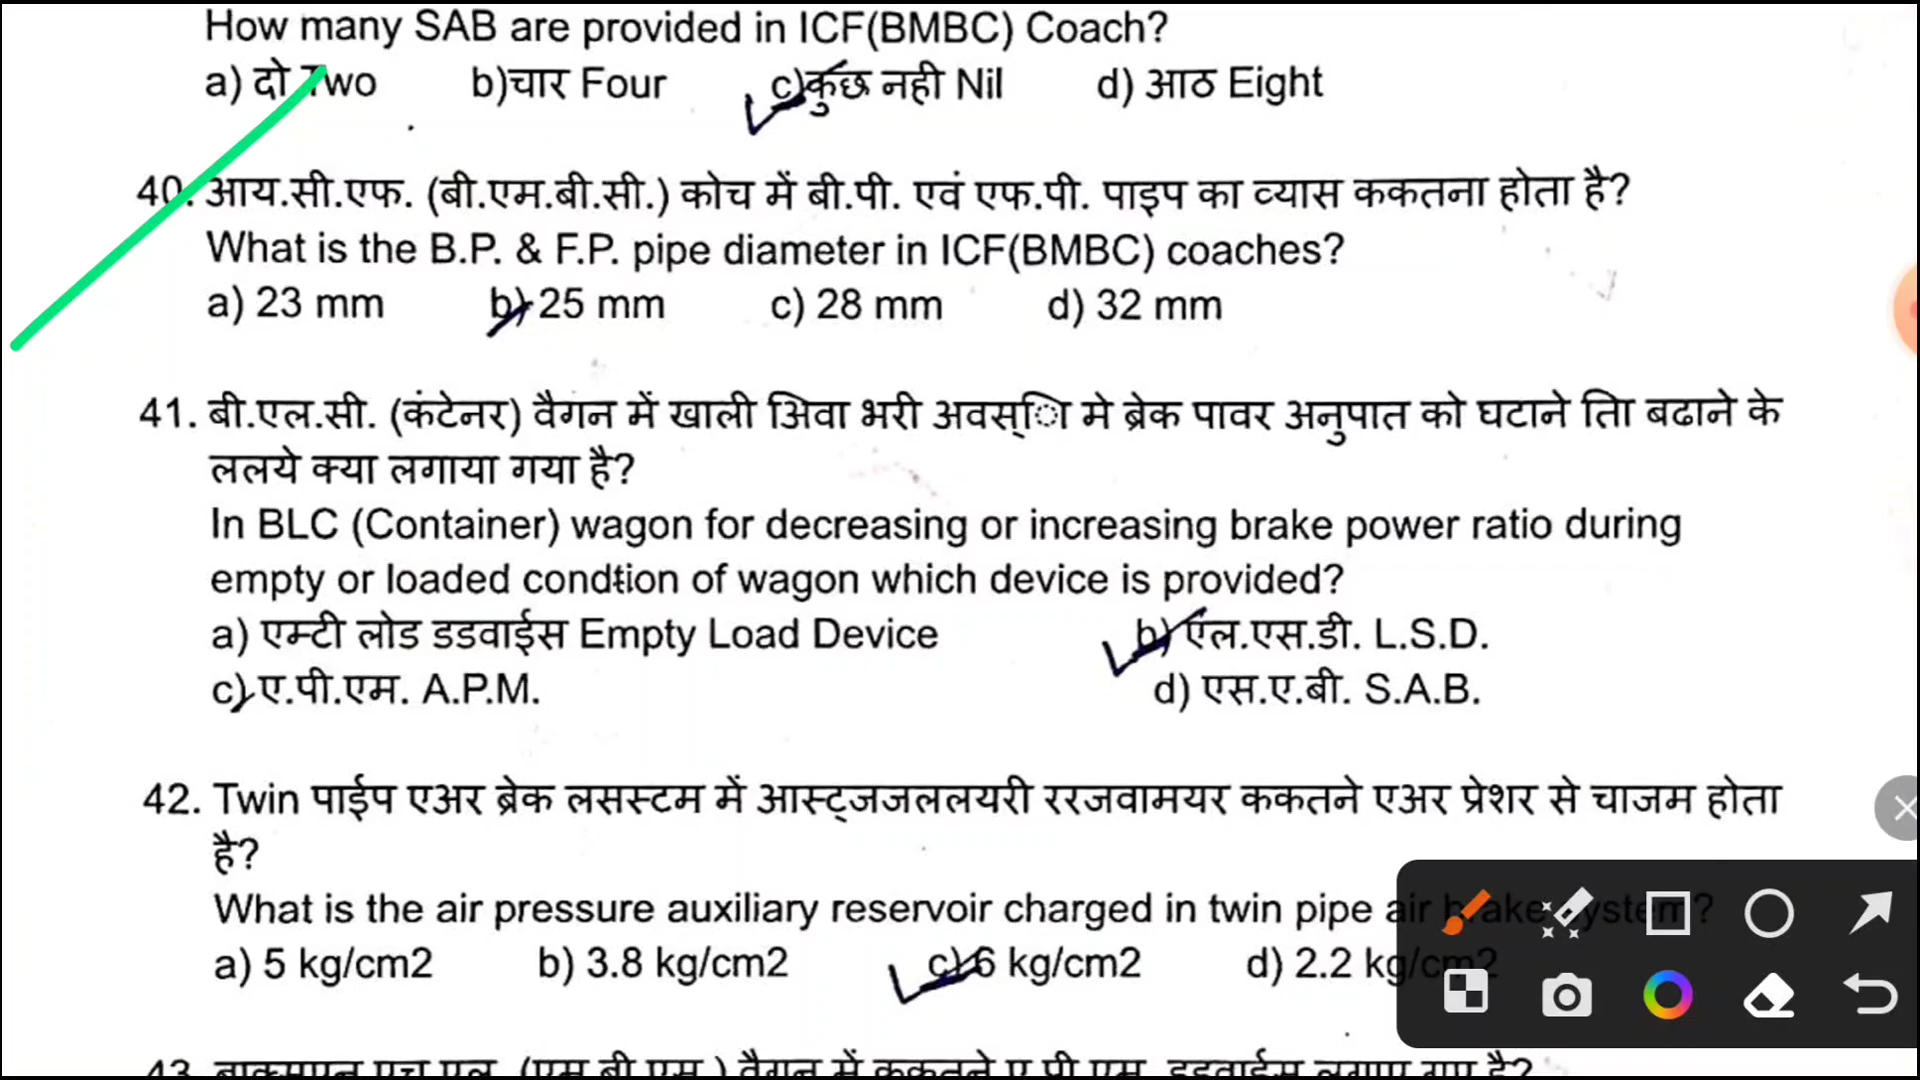 How many SAB are provided in ICF(BMBC) Coach?
a) दो Two b)चार Four c)कुछ नही Nil d) आठ Eight
40. आय.सी.एफ. (बी.एम.बी.सी.) कोच में बी.पी. एवं एफ.पी. पाइप का व्यास ककतना होता है?
What is the B.P. & F.P. pipe diameter in ICF(BMBC) coaches?
a) 23 mm b) 25 mm c) 28 mm d) 32 mm
41. बी.एल.सी. (कंटेनर) वैगन में खाली अिवा भरी अवस्िा मे ब्रेक पावर अनुपात को घटाने तिा बढाने के
ललये क्या लगाया गया है?
In BLC (Container) wagon for decreasing or increasing brake power ratio during
empty or loaded condtion of wagon which device is provided?
a) एम्टी लोड डडवाईस Empty Load Device b) एल.एस.डी. L.S.D.
c) ए.पी.एम. A.P.M. d) एस.ए.बी. S.A.B.
42. Twin पाईप एअर ब्रेक लसस्टम में आस्ट्जजललयरी ररजवामयर ककतने एअर प्रेशर से चाजम होता
है?
What is the air pressure auxiliary reservoir charged in twin pipe air brake system?
a) 5 kg/cm2 b) 3.8 kg/cm2 c) 6 kg/cm2 d) 2.2 kg/cm2